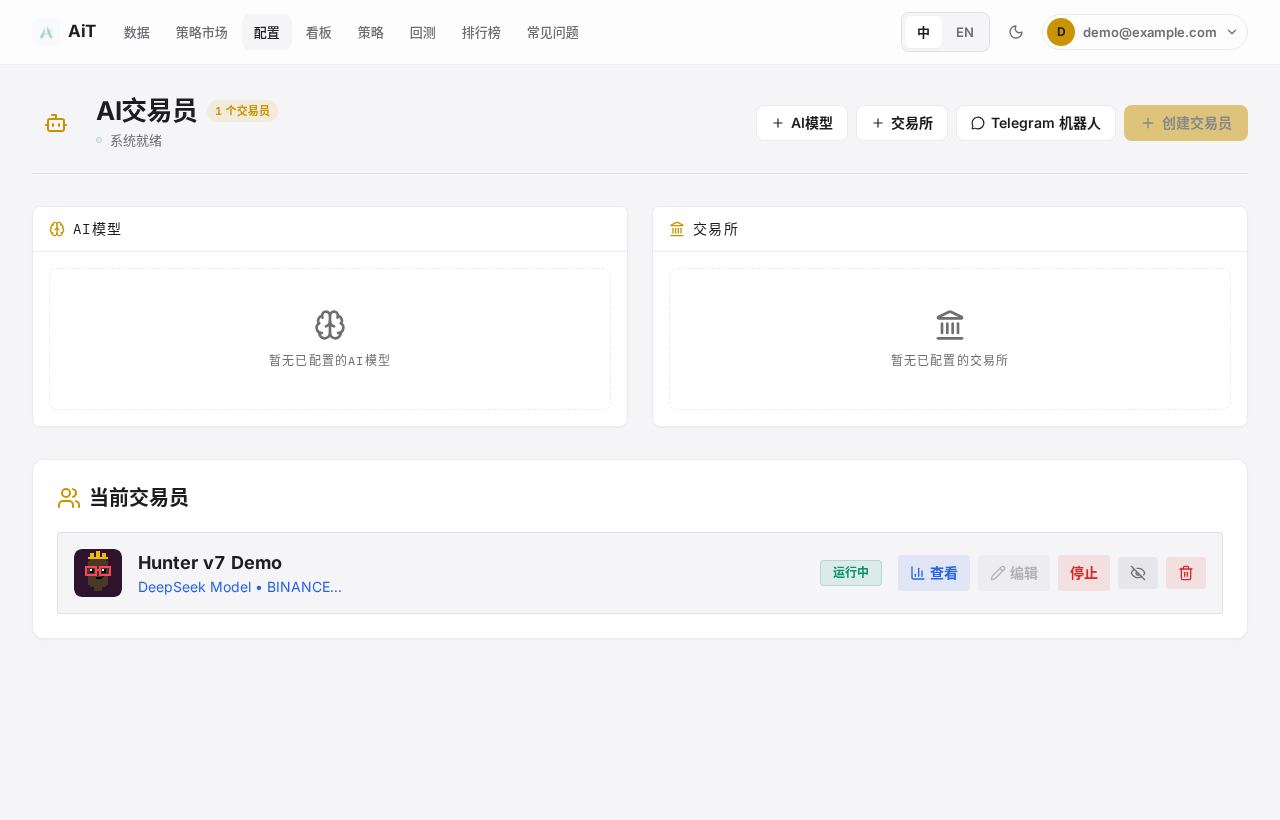 AiT
数据
策略市场
配置
看板
策略
回测
排行榜
常见问题
中
EN
D
demo@example.com
AI交易员
1 个交易员
系统就绪
AI模型
交易所
Telegram 机器人
创建交易员
AI模型
暂无已配置的AI模型
交易所
暂无已配置的交易所
当前交易员
Hunter v7 Demo
DeepSeek Model • BINANCE...
运行中
查看
编辑
停止